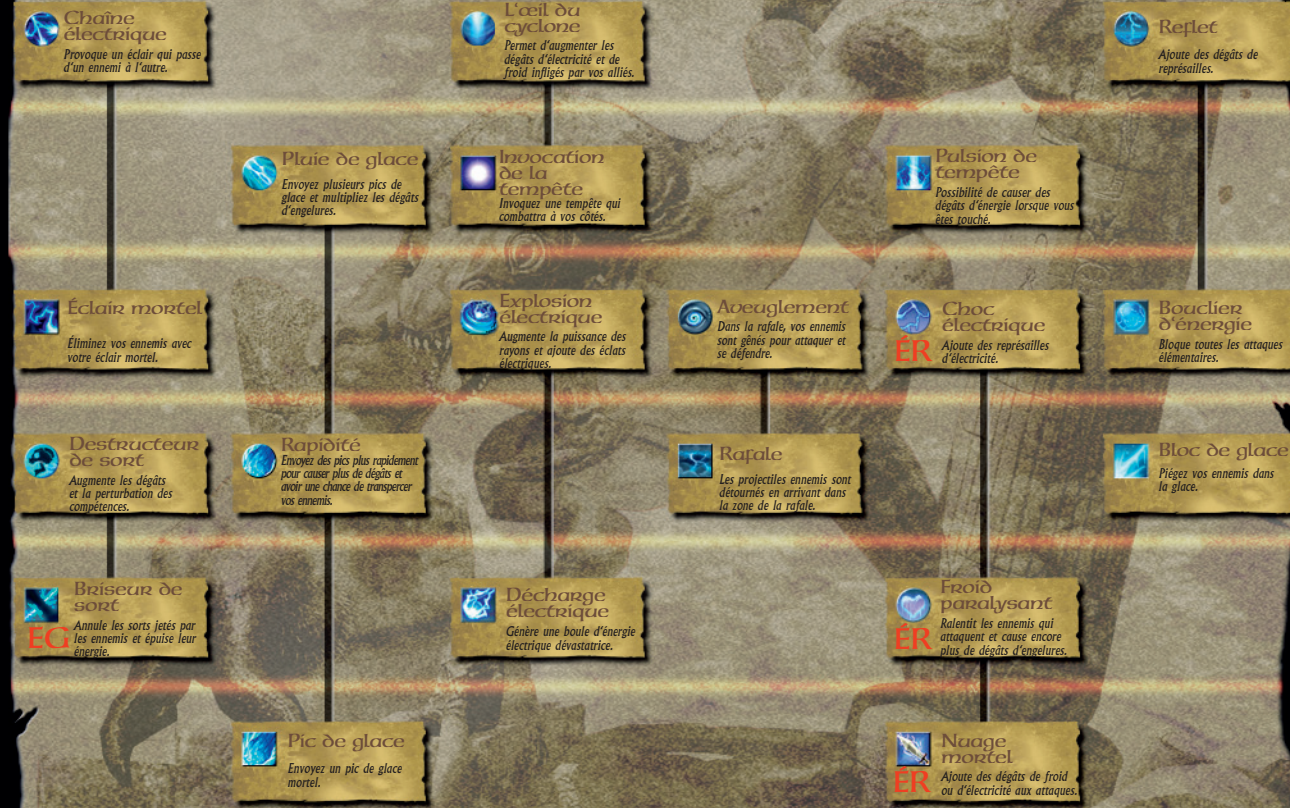 Chaîne
électrique
Provoque un éclair qui passe
d'un ennemi à l'autre.
L'œil du
cyclone
Permet d'augmenter les
dégâts d'électricité et de
froid infligés par vos alliés.
Reflet
Ajoute des dégâts de
représailles.
Pluie de glace
Envoyez plusieurs pics de
glace et multipliez les dégâts
d'engelures.
Invocation
de la
tempête
Invoquez une tempête qui
combattra à vos côtés.
Pulsion de
tempête
Possibilité de causer des
dégâts d'énergie lorsque vous
êtes touché.
Éclair mortel
Éliminez vos ennemis avec
votre éclair mortel.
Explosion
électrique
Augmente la puissance des
rayons et ajoute des éclats
électriques.
Aveuglement
Dans la rafale, vos ennemis
sont gênés pour attaquer et
se défendre.
Choc
électrique
ÉR
Ajoute des représailles
d'électricité.
Bouclier
d'énergie
Bloque toutes les attaques
élémentaires.
Destructeur
de sort
Augmente les dégâts
et la perturbation des
compétences.
Rapidité
Envoyez des pics plus rapidement
pour causer plus de dégâts et
avoir une chance de transpercer
vos ennemis.
Rafale
Les projectiles ennemis sont
détournés en arrivant dans
la zone de la rafale.
Bloc de glace
Piégez vos ennemis dans
la glace.
Briseur de
sort
EG
Annule les sorts jetés par
les ennemis et épuise leur
énergie.
Décharge
électrique
Génère une boule d'énergie
électrique dévastatrice.
Froid
paralysant
ÉR
Ralentit les ennemis qui
attaquent et cause encore
plus de dégâts d'engelures.
Pic de glace
Envoyez un pic de glace
mortel.
Nuage
mortel
ÉR
Ajoute des dégâts de froid
ou d'électricité aux attaques.